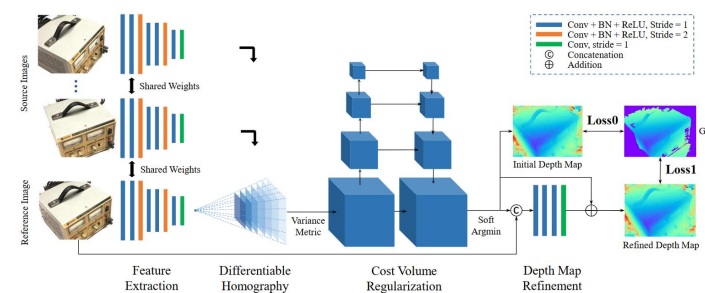 Source Images
Reference Image
Shared Weights
Shared Weights
Conv + BN + ReLU, Stride = 1
Conv + BN + ReLU, Stride = 2
Conv, stride = 1
C Concatenation
Addition
Variance
Metric
Soft
Argmin
C
Initial Depth Map
Loss0
G
Loss1
Refined Depth Map
Feature
Extraction
Differentiable
Homography
Cost Volume
Regularization
Depth Map
Refinement